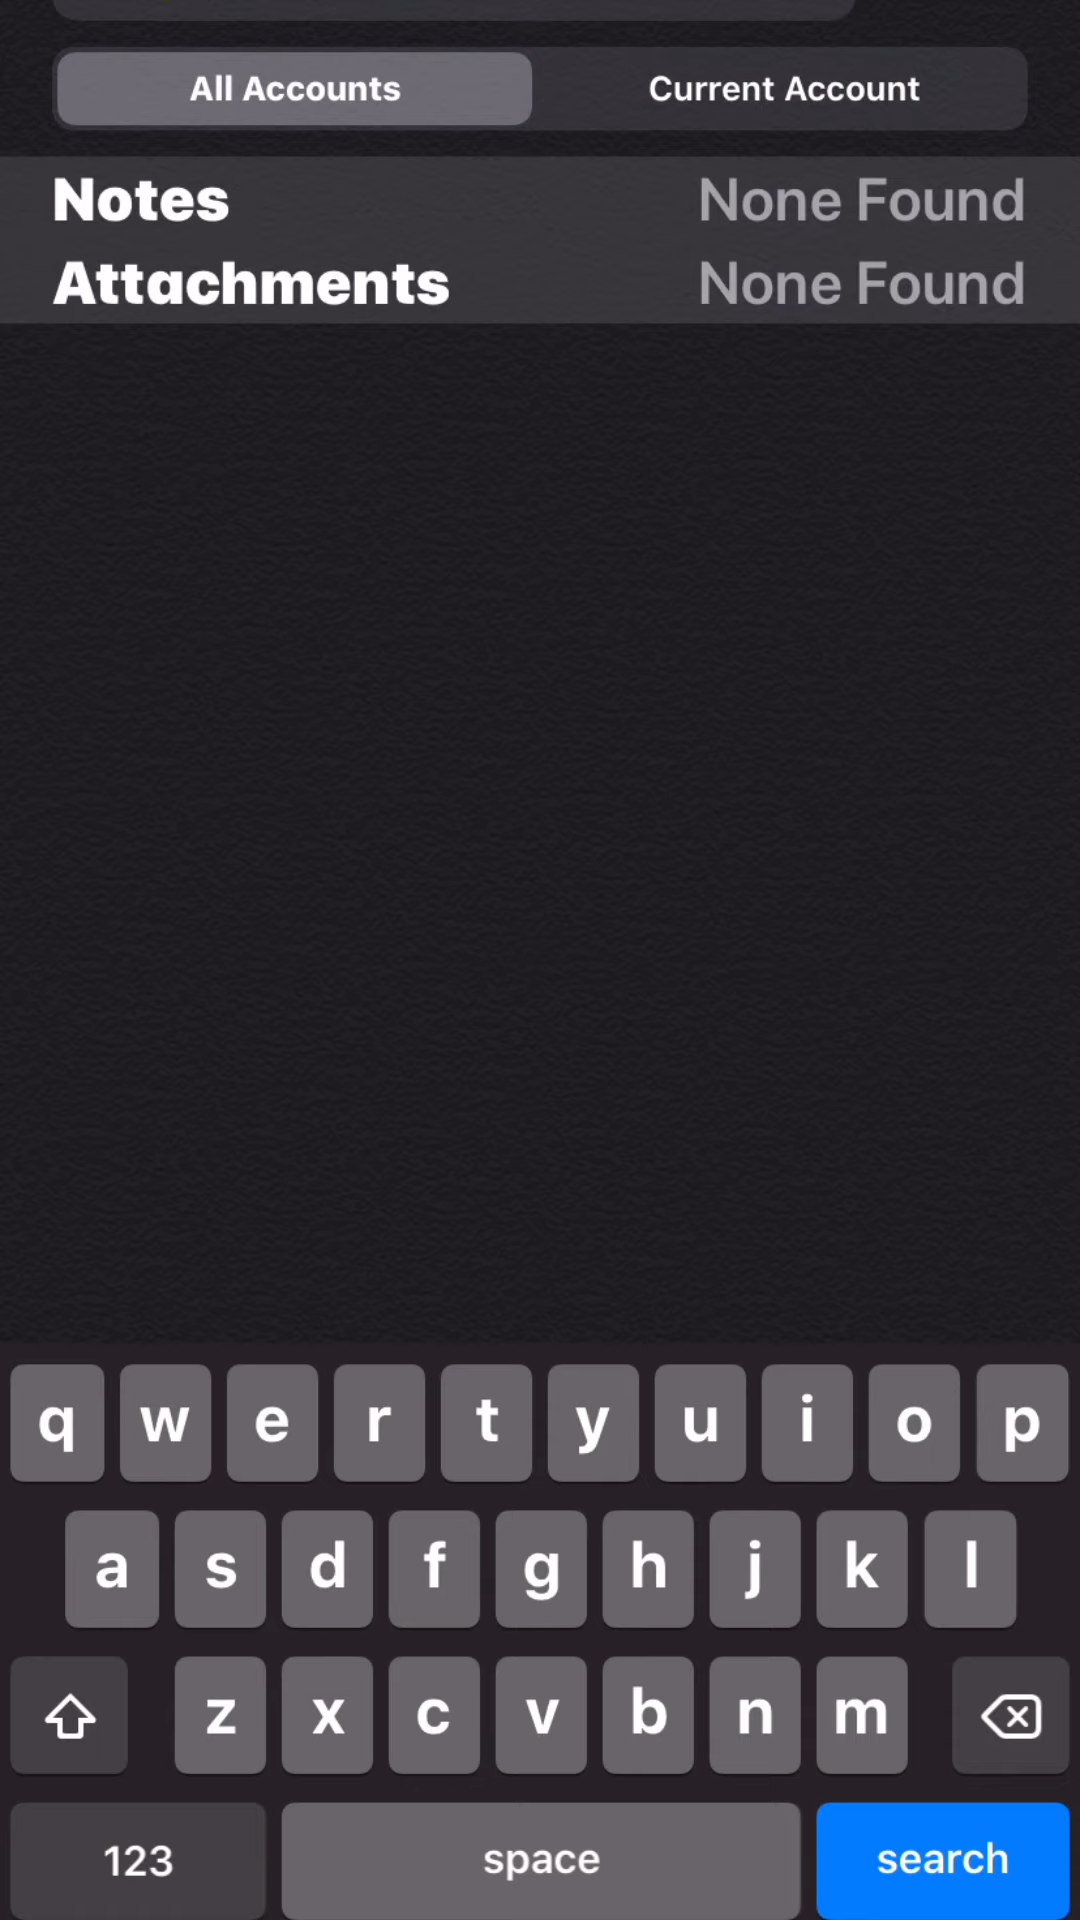 All Accounts Current Account
Notes None Found
Attachments None Found
q w e r t y u i o p
a s d f g h j k l
z x c v b n m
123 space search